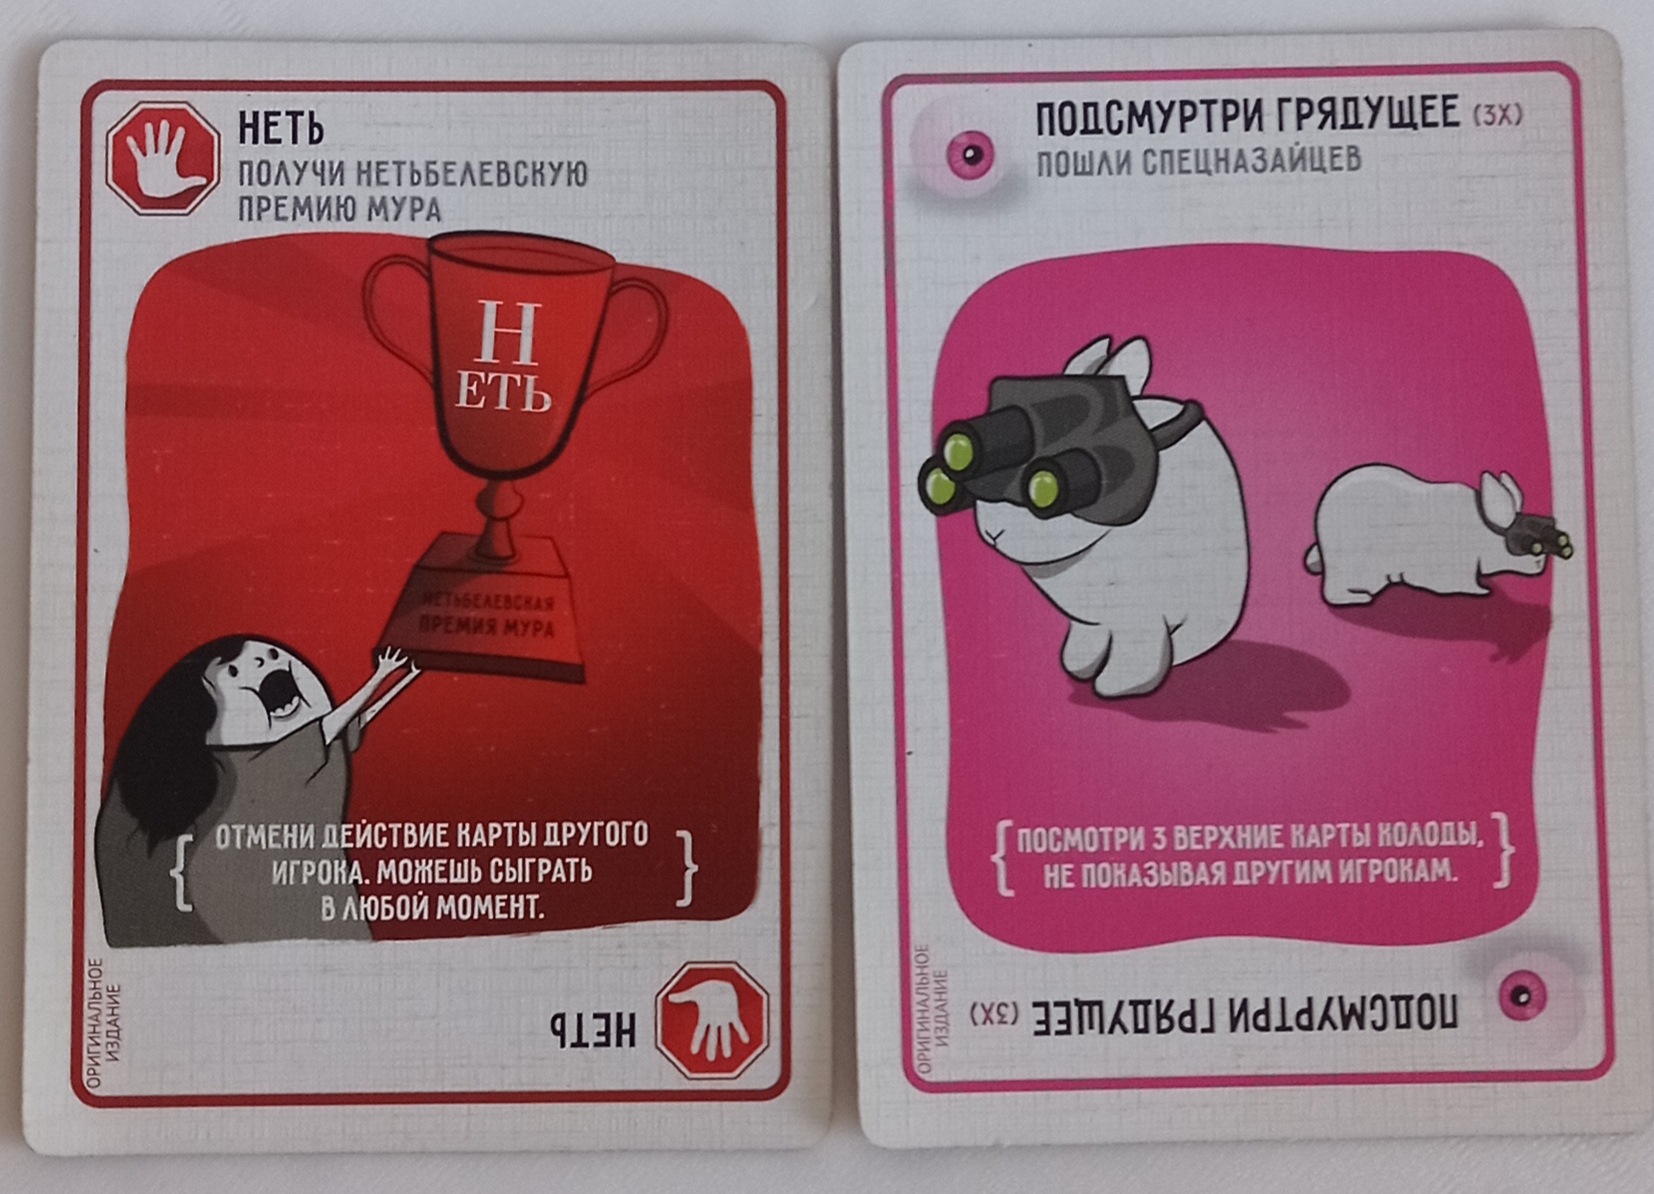 НЕТЬ
ПОЛУЧИ НЕТЬБЕЛЕВСКУЮ
ПРЕМИЮ МУРА
Н
ЕТЬ
НЕТЬБЕЛЕВСКАЯ
ПРЕМИЯ МУРА
ОТМЕНИ ДЕЙСТВИЕ КАРТЫ ДРУГОГО
ИГРОКА. МОЖЕШЬ СЫГРАТЬ
В ЛЮБОЙ МОМЕНТ.
ОРИГИНАЛЬНОЕ
ИЗДАНИЕ
НЕТЬ
ПОДСМУРТРИ ГРЯДУЩЕЕ (3X)
ПОШЛИ СПЕЦНАЗАЙЦЕВ
ПОСМОТРИ 3 ВЕРХНИЕ КАРТЫ КОЛОДЫ,
НЕ ПОКАЗЫВАЯ ДРУГИМ ИГРОКАМ.
ОРИГИНАЛЬНОЕ
ИЗДАНИЕ
ПОДСМУРТРИ ГРЯДУЩЕЕ (3X)